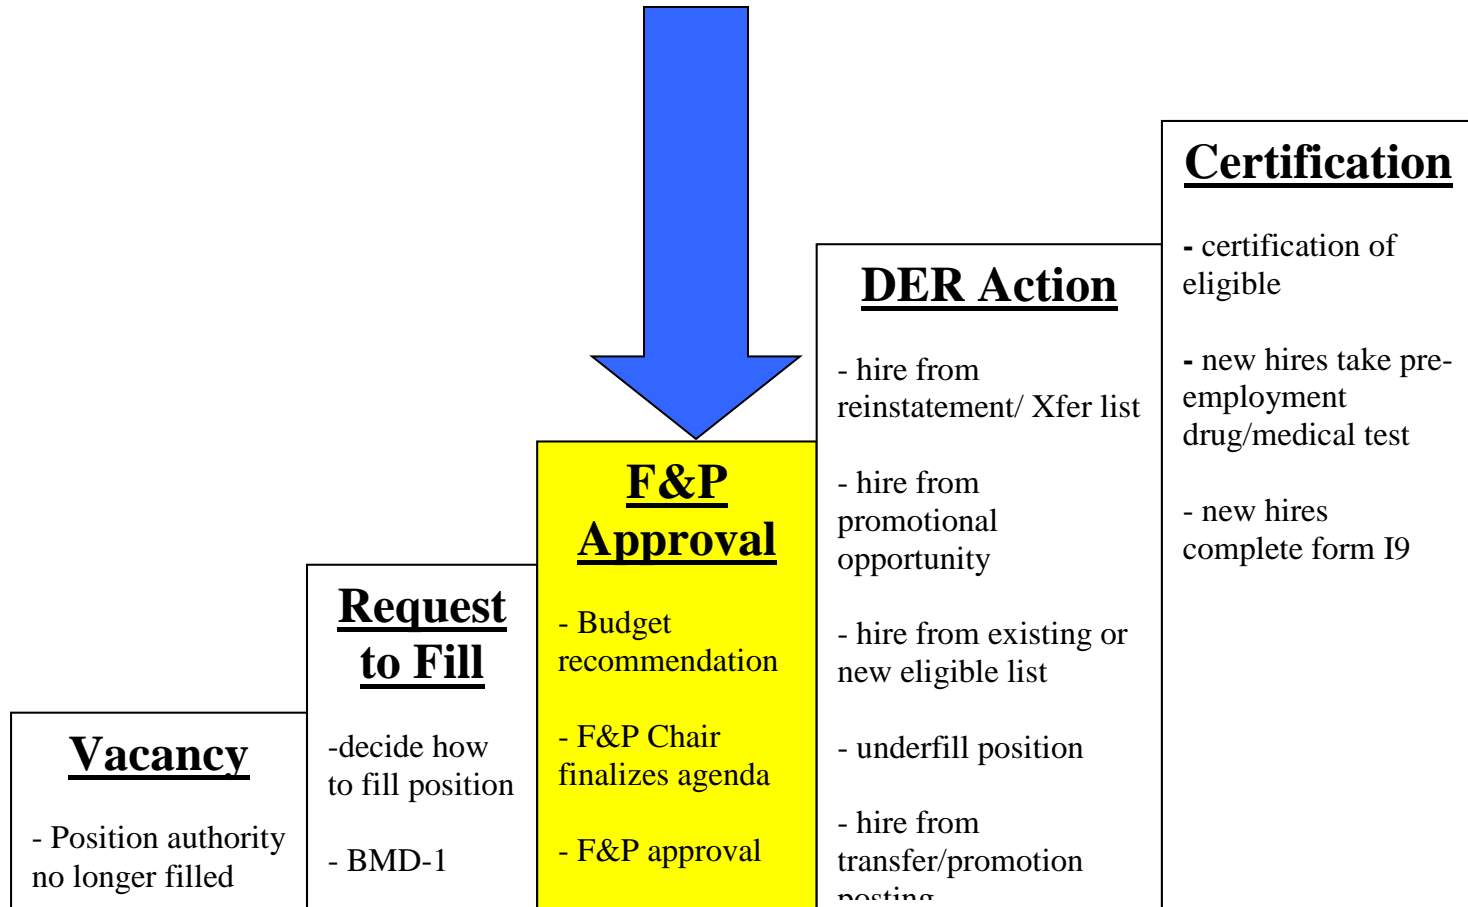 Vacancy
- Position authority
no longer filled
Request
to Fill
-decide how
to fill position
- BMD-1
F&P
Approval
- Budget
recommendation
- F&P Chair
finalizes agenda
- F&P approval
DER Action
- hire from
reinstatement/ Xfer list
- hire from
promotional
opportunity
- hire from existing or
new eligible list
- underfill position
- hire from
transfer/promotion
posting
Certification
- certification of
eligible
- new hires take pre-
employment
drug/medical test
- new hires
complete form I9